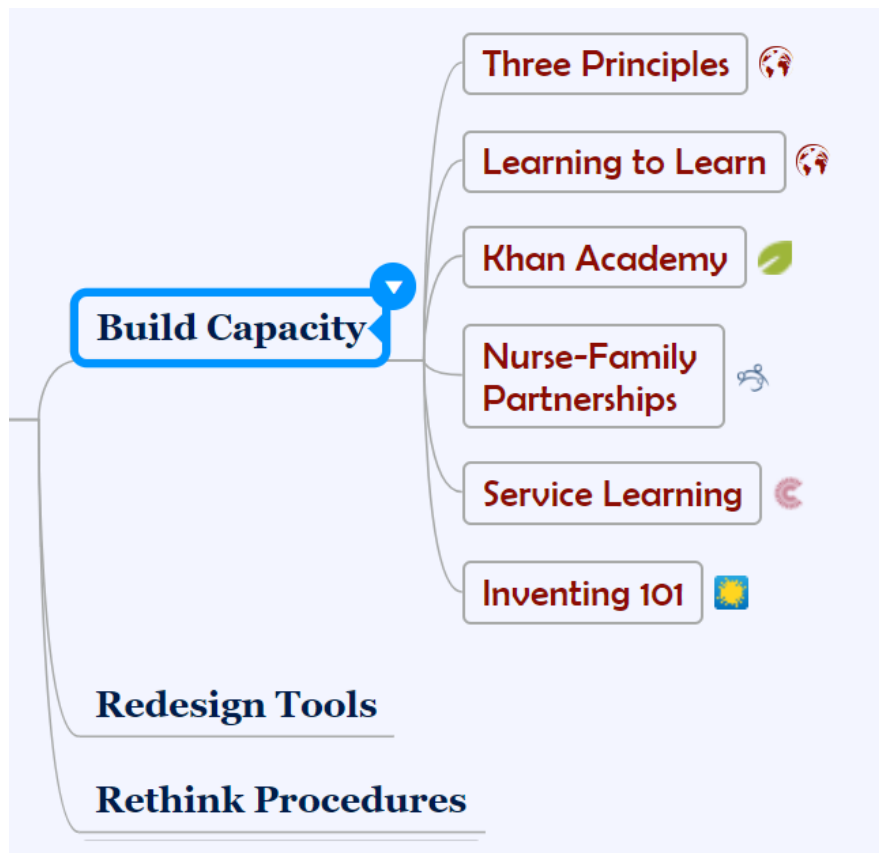 Three Principles
Learning to Learn
Khan Academy
Build Capacity
Nurse-Family
Partnerships
Service Learning
Inventing 101
Redesign Tools
Rethink Procedures